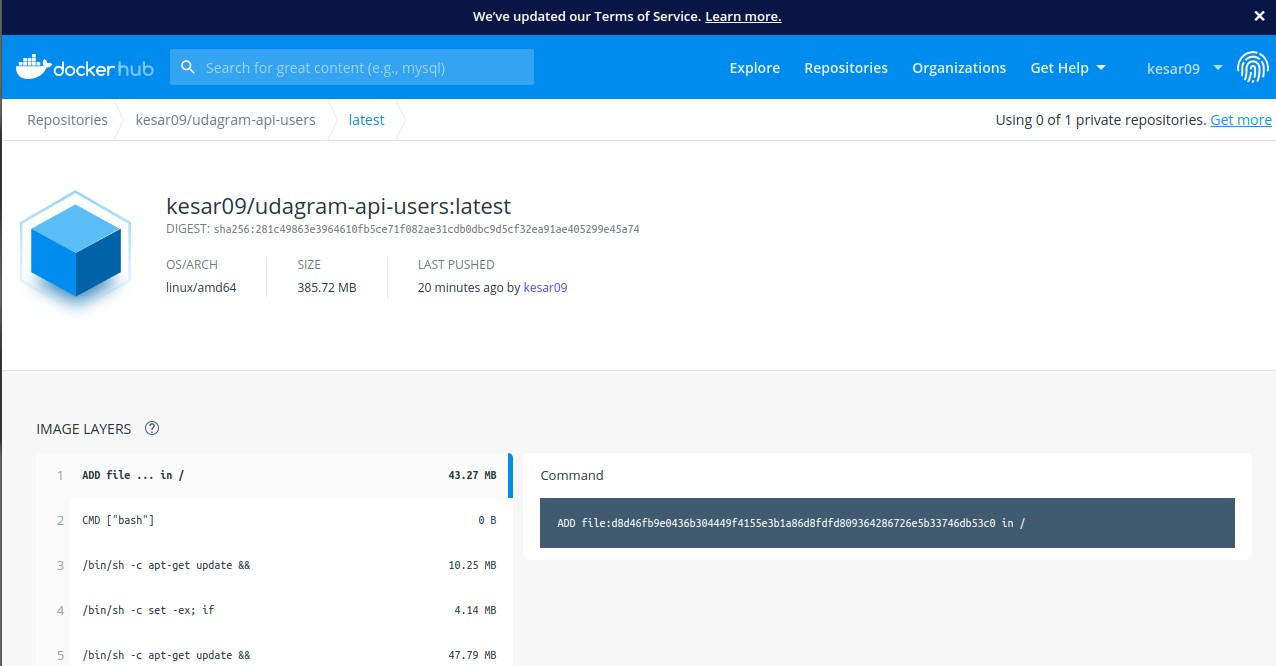 We've updated our Terms of Service. Learn more. ✕
docker hub Search for great content (e.g., mysql) Explore Repositories Organizations Get Help kesar09
Repositories kesar09/udagram-api-users latest Using 0 of 1 private repositories. Get more
kesar09/udagram-api-users:latest
DIGEST: sha256:281c49863e3964610fb5ce71f082ae31cdb0dbc9d5cf32ea91ae405299e45a74
OS/ARCH SIZE LAST PUSHED
linux/amd64 385.72 MB 20 minutes ago by kesar09
IMAGE LAYERS ?
1 ADD file ... in / 43.27 MB Command
2 CMD ["bash"] 0 B ADD file:d8d46fb9e0436b304449f4155e3b1a86d8fdfd809364286726e5b33746db53c0 in /
3 /bin/sh -c apt-get update && 10.25 MB
4 /bin/sh -c set -ex; if 4.14 MB
5 /bin/sh -c apt-get update && 47.79 MB